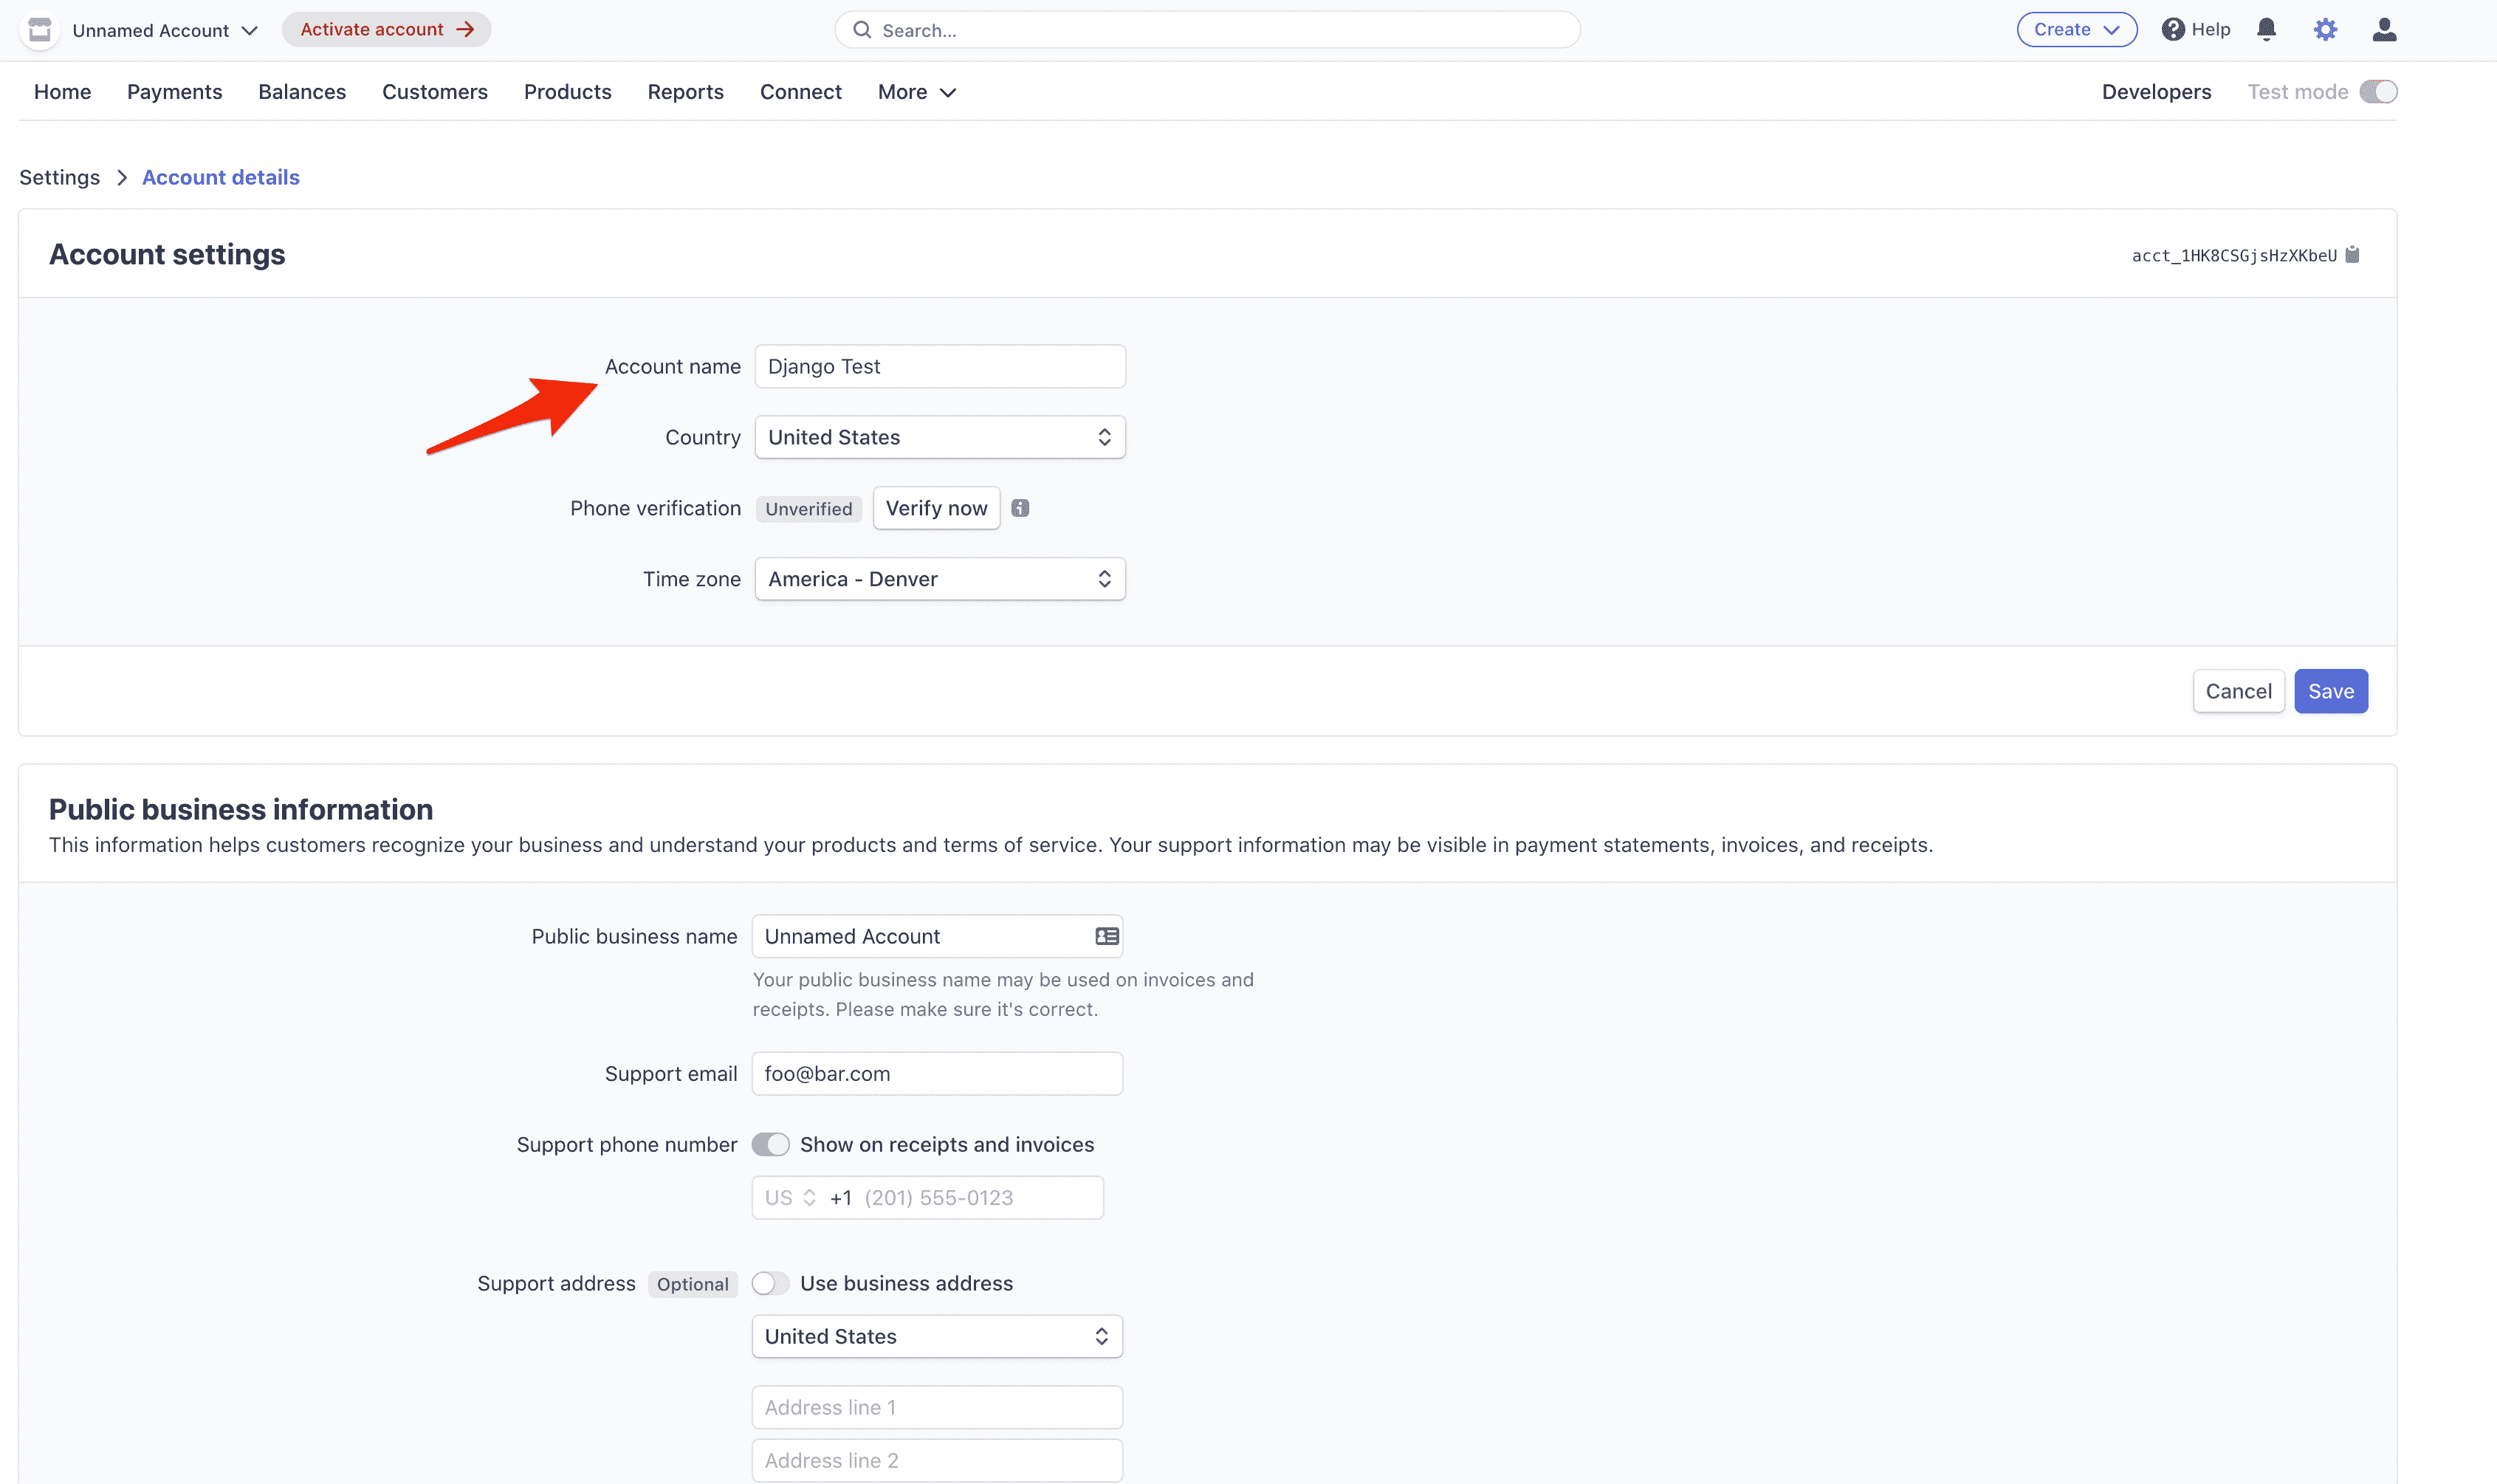 Unnamed Account
Activate account
Search...
Create
Help
Home Payments Balances Customers Products Reports Connect More
Developers Test mode
Settings Account details
Account settings
acct_1HK8CSGjsHzXKbeU
Account name Django Test
Country United States
Phone verification Unverified Verify now
Time zone America - Denver
Cancel Save
Public business information
This information helps customers recognize your business and understand your products and terms of service. Your support information may be visible in payment statements, invoices, and receipts.
Public business name Unnamed Account
Your public business name may be used on invoices and
receipts. Please make sure it's correct.
Support email foo@bar.com
Support phone number Show on receipts and invoices
US +1 (201) 555-0123
Support address Optional Use business address
United States
Address line 1
Address line 2